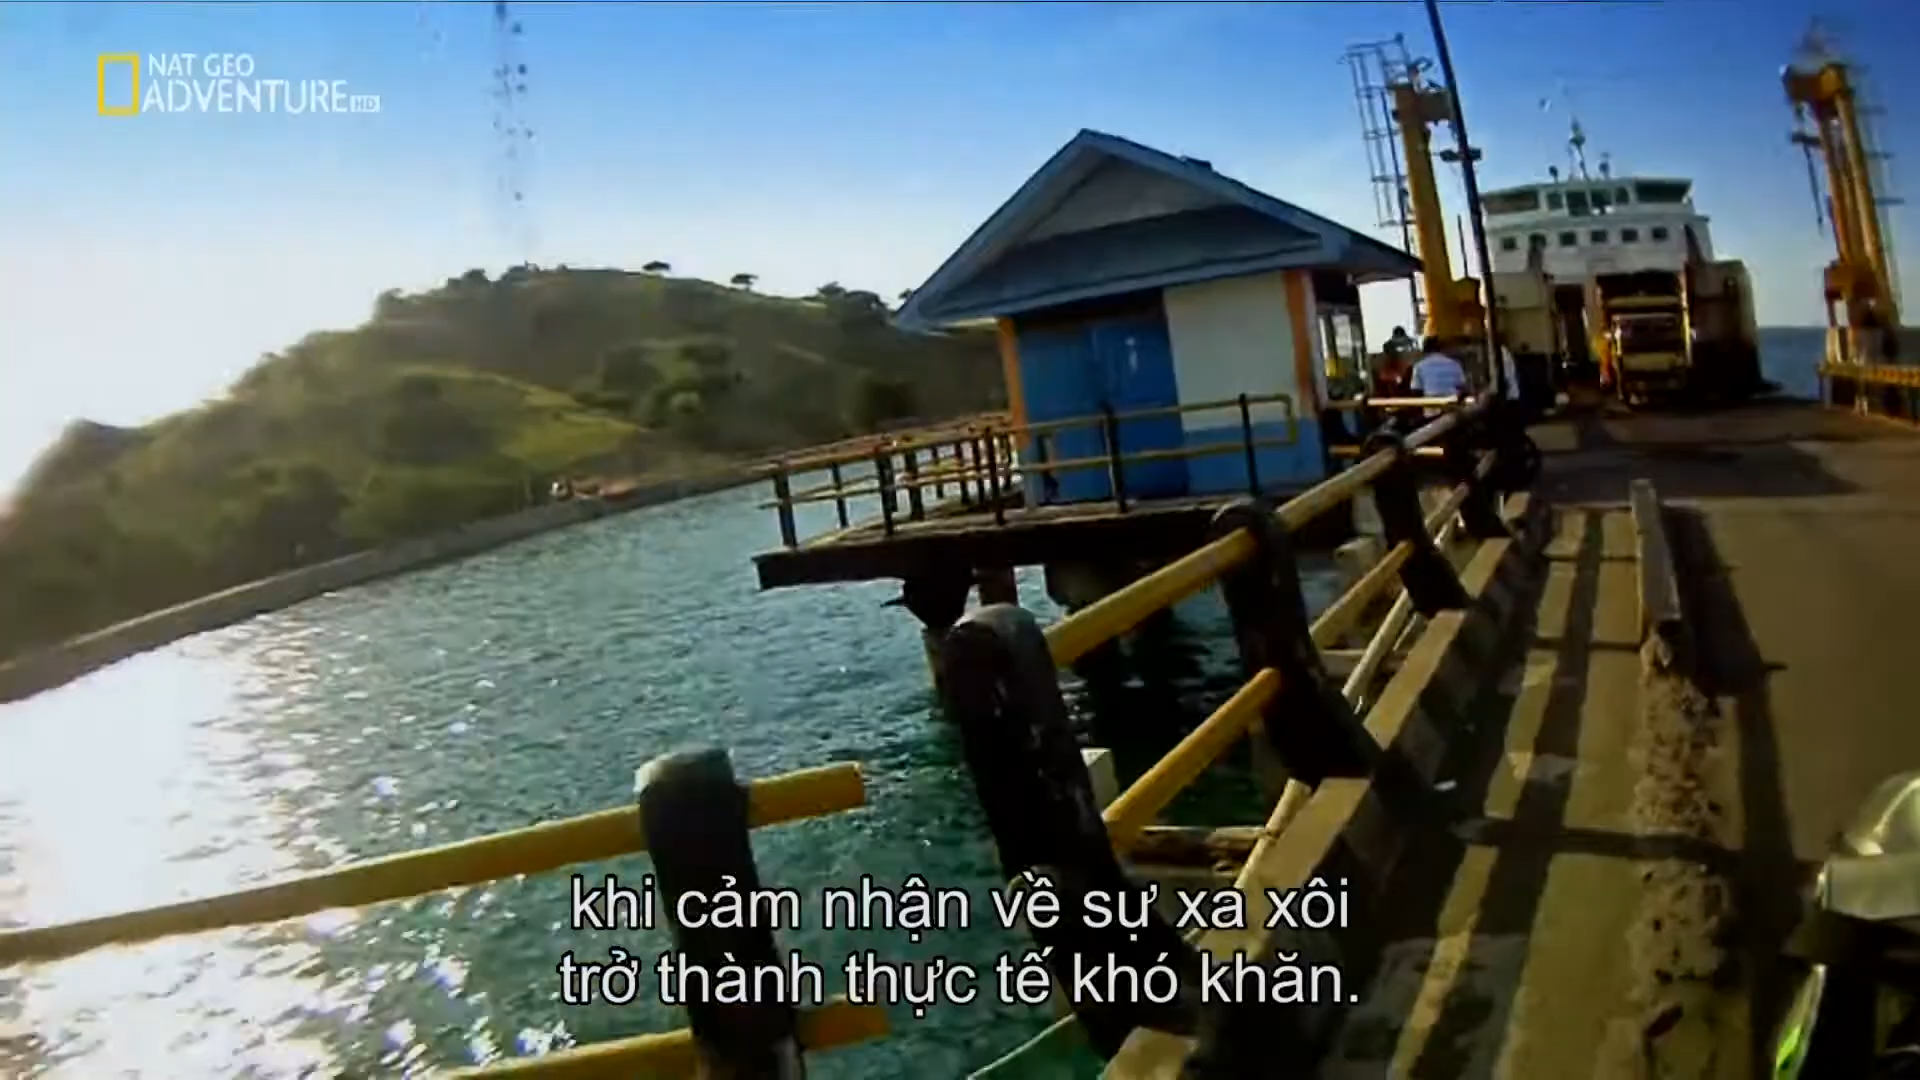 NAT GEO
ADVENTURE HD
khi cảm nhận về sự xa xôi
trở thành thực tế khó khăn.